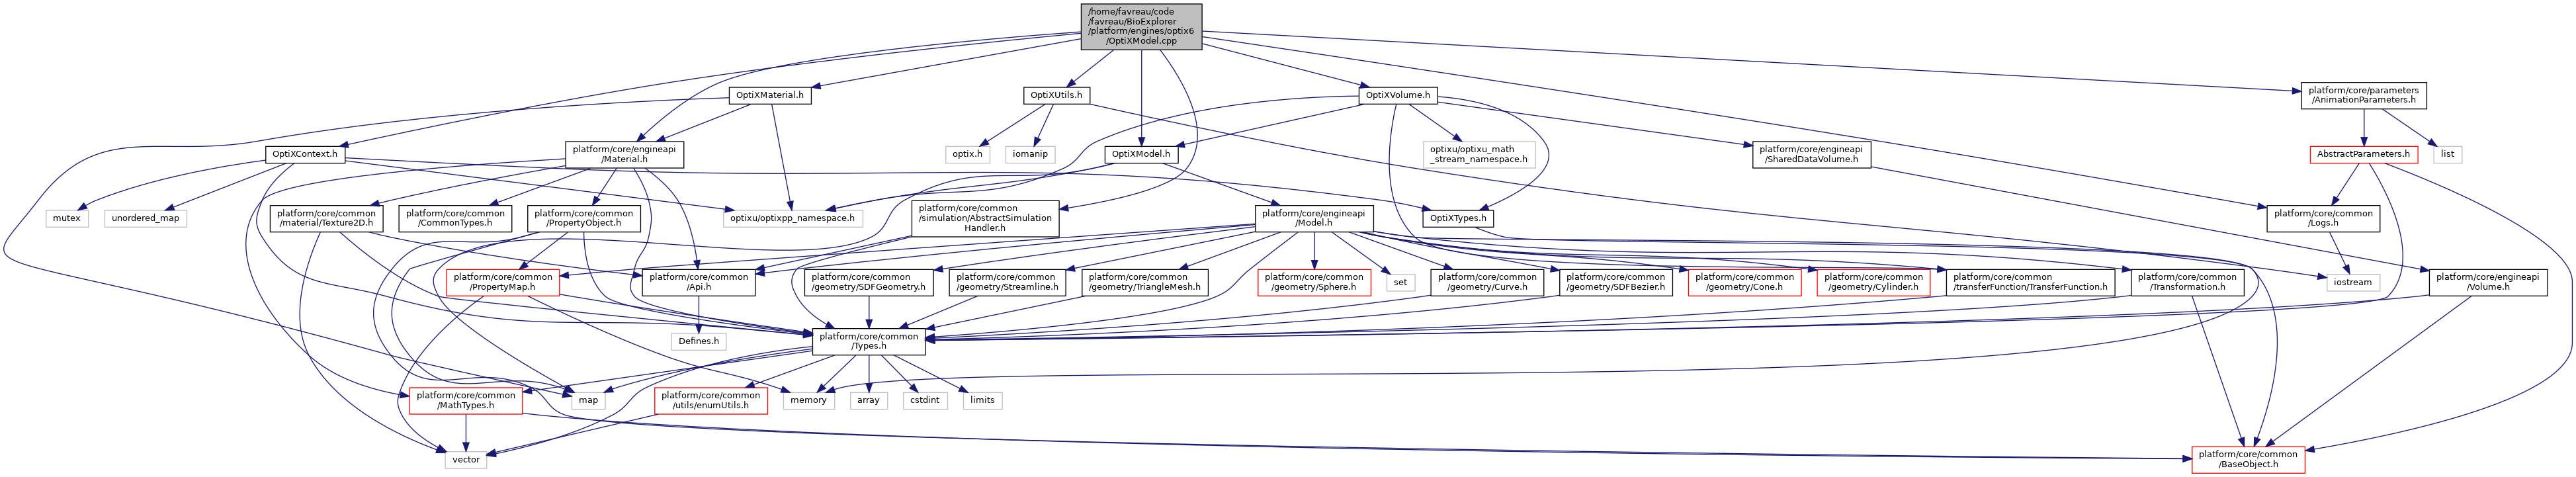 /home/favreau/code
/favreau/BioExplorer
/platform/engines/optix6
/OptiXModel.cpp
OptiXMaterial.h
OptiXUtils.h
OptiXVolume.h
platform/core/parameters
/AnimationParameters.h
OptiXContext.h
platform/core/engineapi
/Material.h
optix.h
iomanip
OptiXModel.h
optixu/optixu_math
_stream_namespace.h
platform/core/engineapi
/SharedDataVolume.h
AbstractParameters.h
list
mutex
unordered_map
platform/core/common
/material/Texture2D.h
platform/core/common
/CommonTypes.h
platform/core/common
/PropertyObject.h
optixu/optixpp_namespace.h
platform/core/common
/simulation/AbstractSimulation
Handler.h
platform/core/engineapi
/Model.h
OptiXTypes.h
platform/core/common
/Logs.h
platform/core/common
/PropertyMap.h
platform/core/common
/Api.h
platform/core/common
/geometry/SDFGeometry.h
platform/core/common
/geometry/Streamline.h
platform/core/common
/geometry/TriangleMesh.h
platform/core/common
/geometry/Sphere.h
set
platform/core/common
/geometry/Curve.h
platform/core/common
/geometry/SDFBezier.h
platform/core/common
/geometry/Cone.h
platform/core/common
/geometry/Cylinder.h
platform/core/common
/transferFunction/TransferFunction.h
platform/core/common
/Transformation.h
iostream
platform/core/engineapi
/Volume.h
Defines.h
platform/core/common
/Types.h
platform/core/common
/MathTypes.h
map
platform/core/common
/utils/enumUtils.h
memory
array
cstdint
limits
vector
platform/core/common
/BaseObject.h